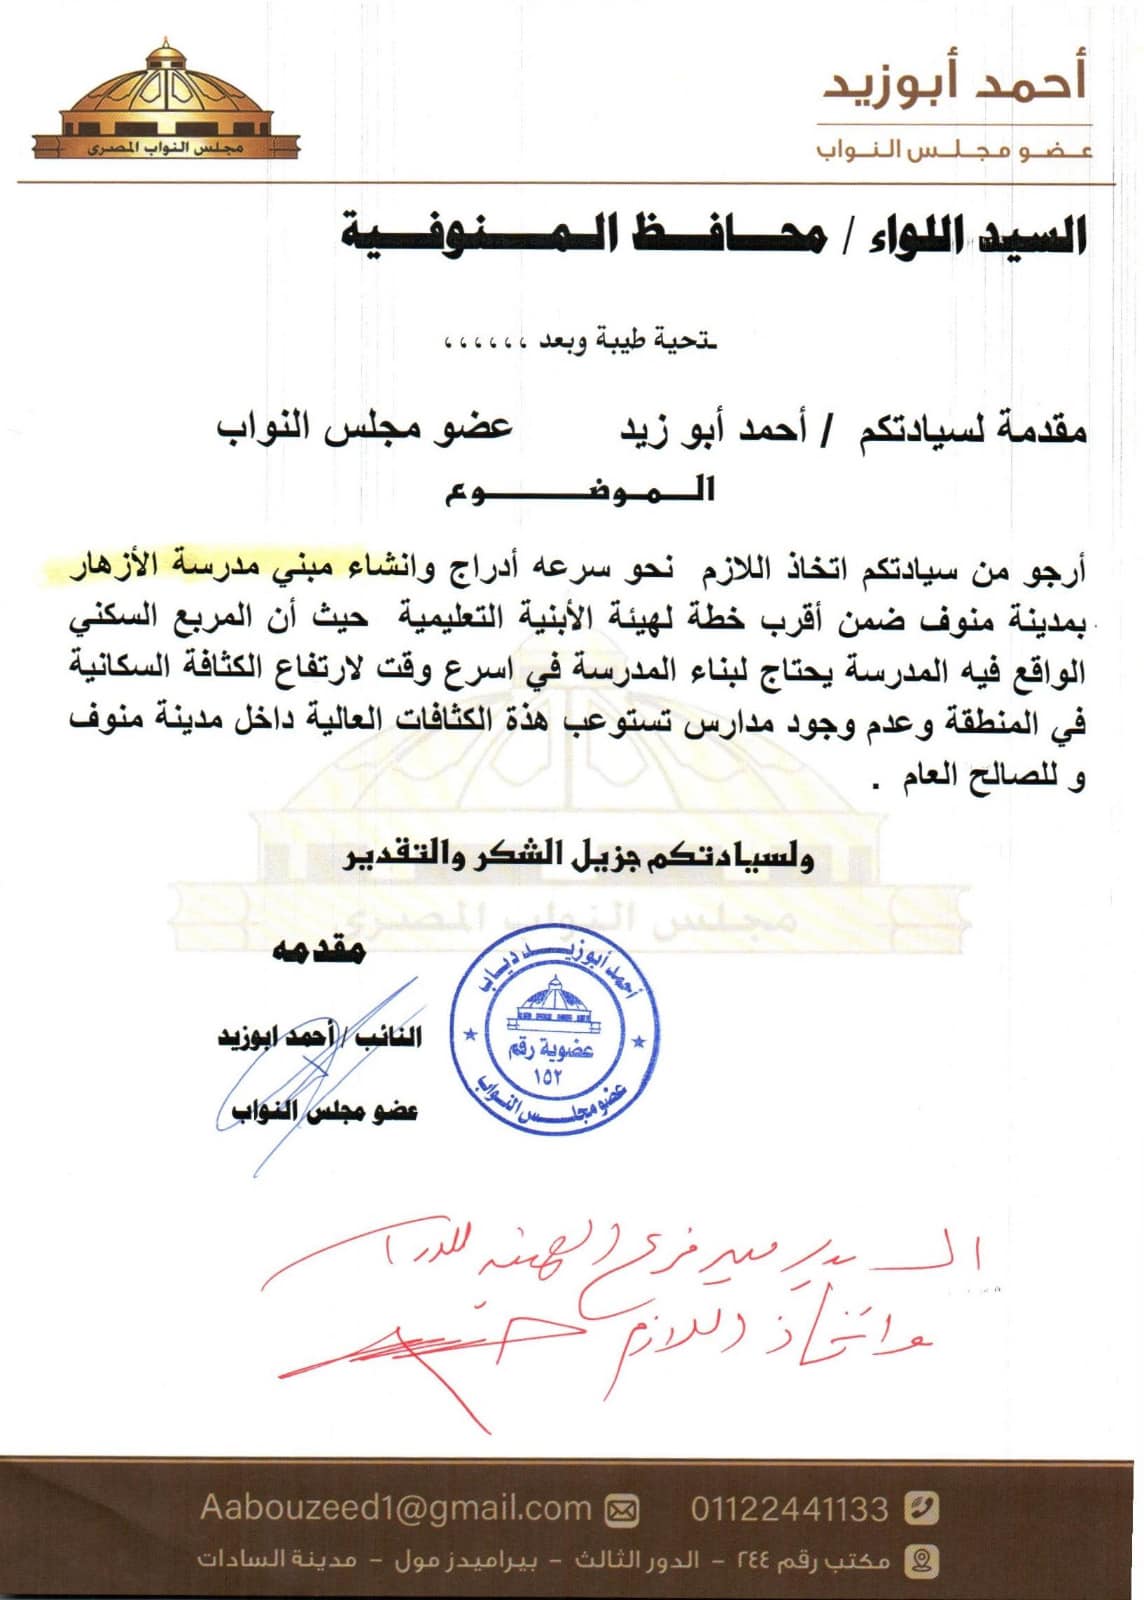 أحمد أبوزيد
عضو مجلس النواب
مجلس النواب المصرى
السيد اللواء / محافظ المنوفية
تحية طيبة وبعد ،،،،،،
مقدمة لسيادتكم / أحمد أبو زيد عضو مجلس النواب
الموضوع
أرجو من سيادتكم اتخاذ اللازم نحو سرعه أدراج وانشاء مبني مدرسة الأزهار
بمدينة منوف ضمن أقرب خطة لهيئة الأبنية التعليمية حيث أن المربع السكني
الواقع فيه المدرسة يحتاج لبناء المدرسة في اسرع وقت لارتفاع الكثافة السكانية
في المنطقة وعدم وجود مدارس تستوعب هذة الكثافات العالية داخل مدينة منوف
و للصالح العام .
ولسيادتكم جزيل الشكر والتقدير
مجلس النواب المصرى
مقدمه
النائب / أحمد ابوزيد
عضو مجلس النواب
أحمد أبوزيد دياب
عضوية رقم
١٥٢
عضو مجلس النواب
السيد مدير فرع الهيئة
واتخاذ اللازم
01122441133
Aabouzeed1@gmail.com
مكتب رقم ٢٤٤ - الدور الثالث - بيراميدز مول - مدينة السادات